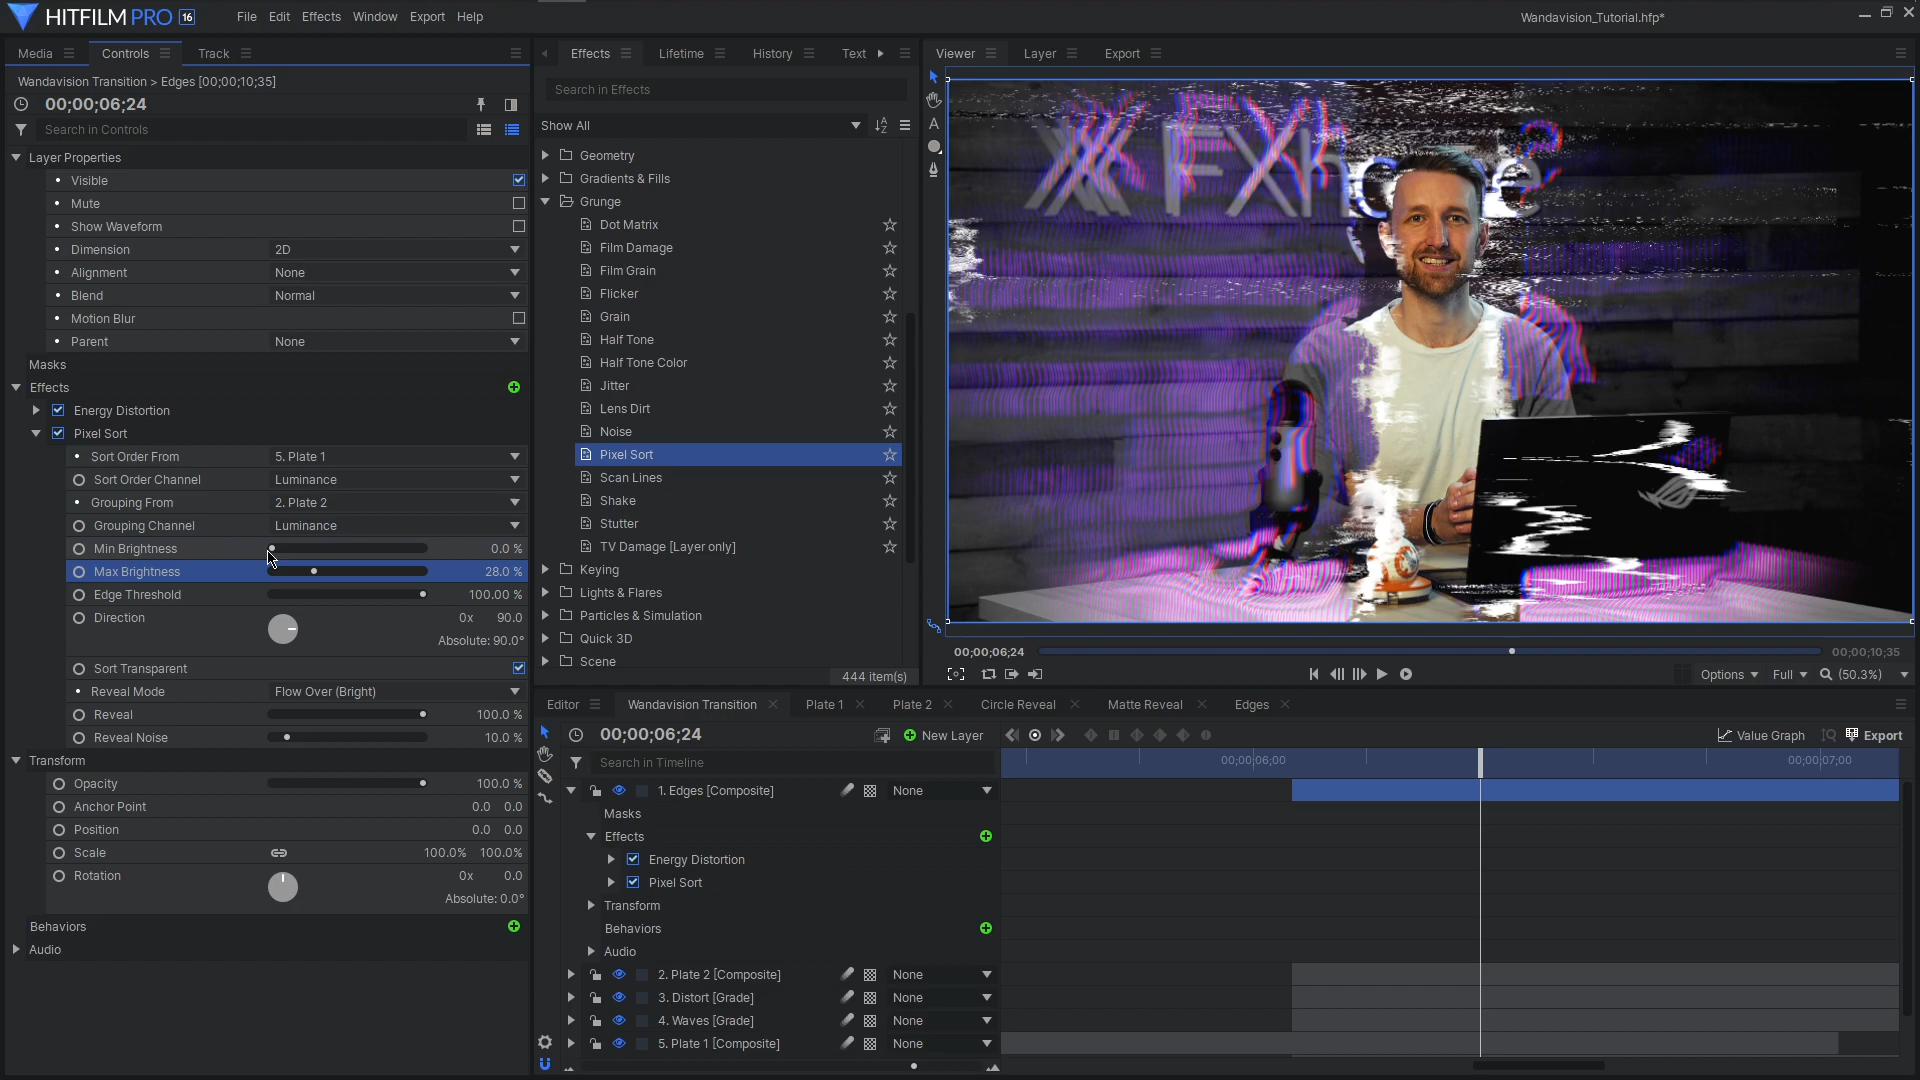 HITFILM PRO 16
File Edit Effects Window Export Help
Wandavision_Tutorial.hfp*
Media Controls Track
Wandavision Transition > Edges [00;00;10;35]
00;00;06;24
Search in Controls
Layer Properties
Visible
Mute
Show Waveform
Dimension 2D
Alignment None
Blend Normal
Motion Blur
Parent None
Masks
Effects
Energy Distortion
Pixel Sort
Sort Order From 5. Plate 1
Sort Order Channel Luminance
Grouping From 2. Plate 2
Grouping Channel Luminance
Min Brightness 0.0 %
Max Brightness 28.0 %
Edge Threshold 100.00 %
Direction 0x 90.0
Absolute: 90.0°
Sort Transparent
Reveal Mode Flow Over (Bright)
Reveal 100.0 %
Reveal Noise 10.0 %
Transform
Opacity 100.0 %
Anchor Point 0.0 0.0
Position 0.0 0.0
Scale 100.0% 100.0%
Rotation 0x 0.0
Absolute: 0.0°
Behaviors
Audio
Effects Lifetime History Text
Search in Effects
Show All
Geometry
Gradients & Fills
Grunge
Dot Matrix
Film Damage
Film Grain
Flicker
Grain
Half Tone
Half Tone Color
Jitter
Lens Dirt
Noise
Pixel Sort
Scan Lines
Shake
Stutter
TV Damage [Layer only]
Keying
Lights & Flares
Particles & Simulation
Quick 3D
Scene
444 item(s)
Viewer Layer Export
00;00;06;24 00;00;10;35
Options Full (50.3%)
Editor Wandavision Transition Plate 1 Plate 2 Circle Reveal Matte Reveal Edges
00;00;06;24 New Layer Value Graph Export
Search in Timeline
00;00;06;00 00;00;07;00
1. Edges [Composite] None
Masks
Effects
Energy Distortion
Pixel Sort
Transform
Behaviors
Audio
2. Plate 2 [Composite] None
3. Distort [Grade] None
4. Waves [Grade] None
5. Plate 1 [Composite] None